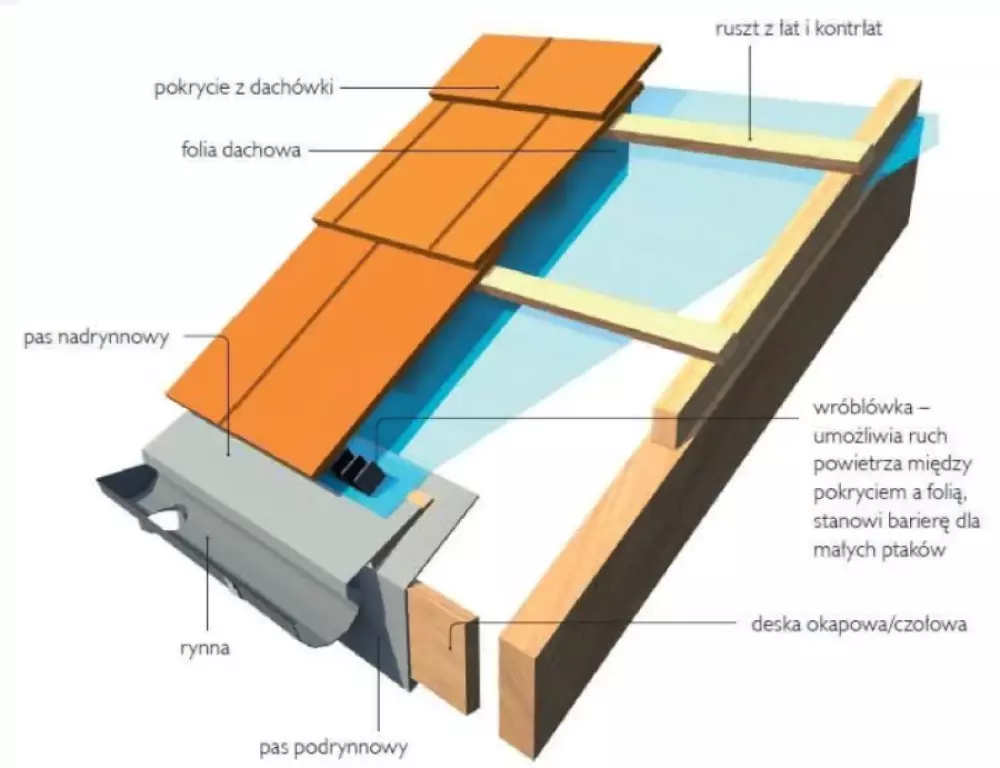 ruszt z łat i kontrłat
pokrycie z dachówki
folia dachowa
pas nadrynnowy
wróblówka –
umożliwia ruch
powietrza między
pokryciem a folią,
stanowi barierę dla
małych ptaków
deska okapowa/czołowa
rynna
pas podrynnowy